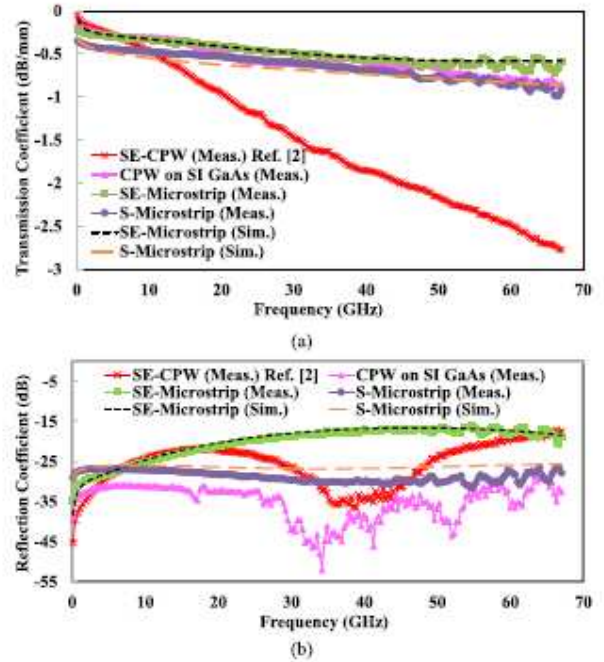 0
-0.5
-1
-1.5
-2
-2.5
-3
Transmission Coefficient (dB/mm)
SE-CPW (Meas.) Ref. [2]
CPW on SI GaAs (Meas.)
SE-Microstrip (Meas.)
S-Microstrip (Meas.)
SE-Microstrip (Sim.)
S-Microstrip (Sim.)
0 10 20 30 40 50 60 70
Frequency (GHz)
(a)
-5
-15
-25
-35
-45
-55
Reflection Coefficient (dB)
SE-CPW (Meas.) Ref. [2] CPW on SI GaAs (Meas.)
SE-Microstrip (Meas.) S-Microstrip (Meas.)
SE-Microstrip (Sim.) S-Microstrip (Sim.)
0 10 20 30 40 50 60 70
Frequency (GHz)
(b)